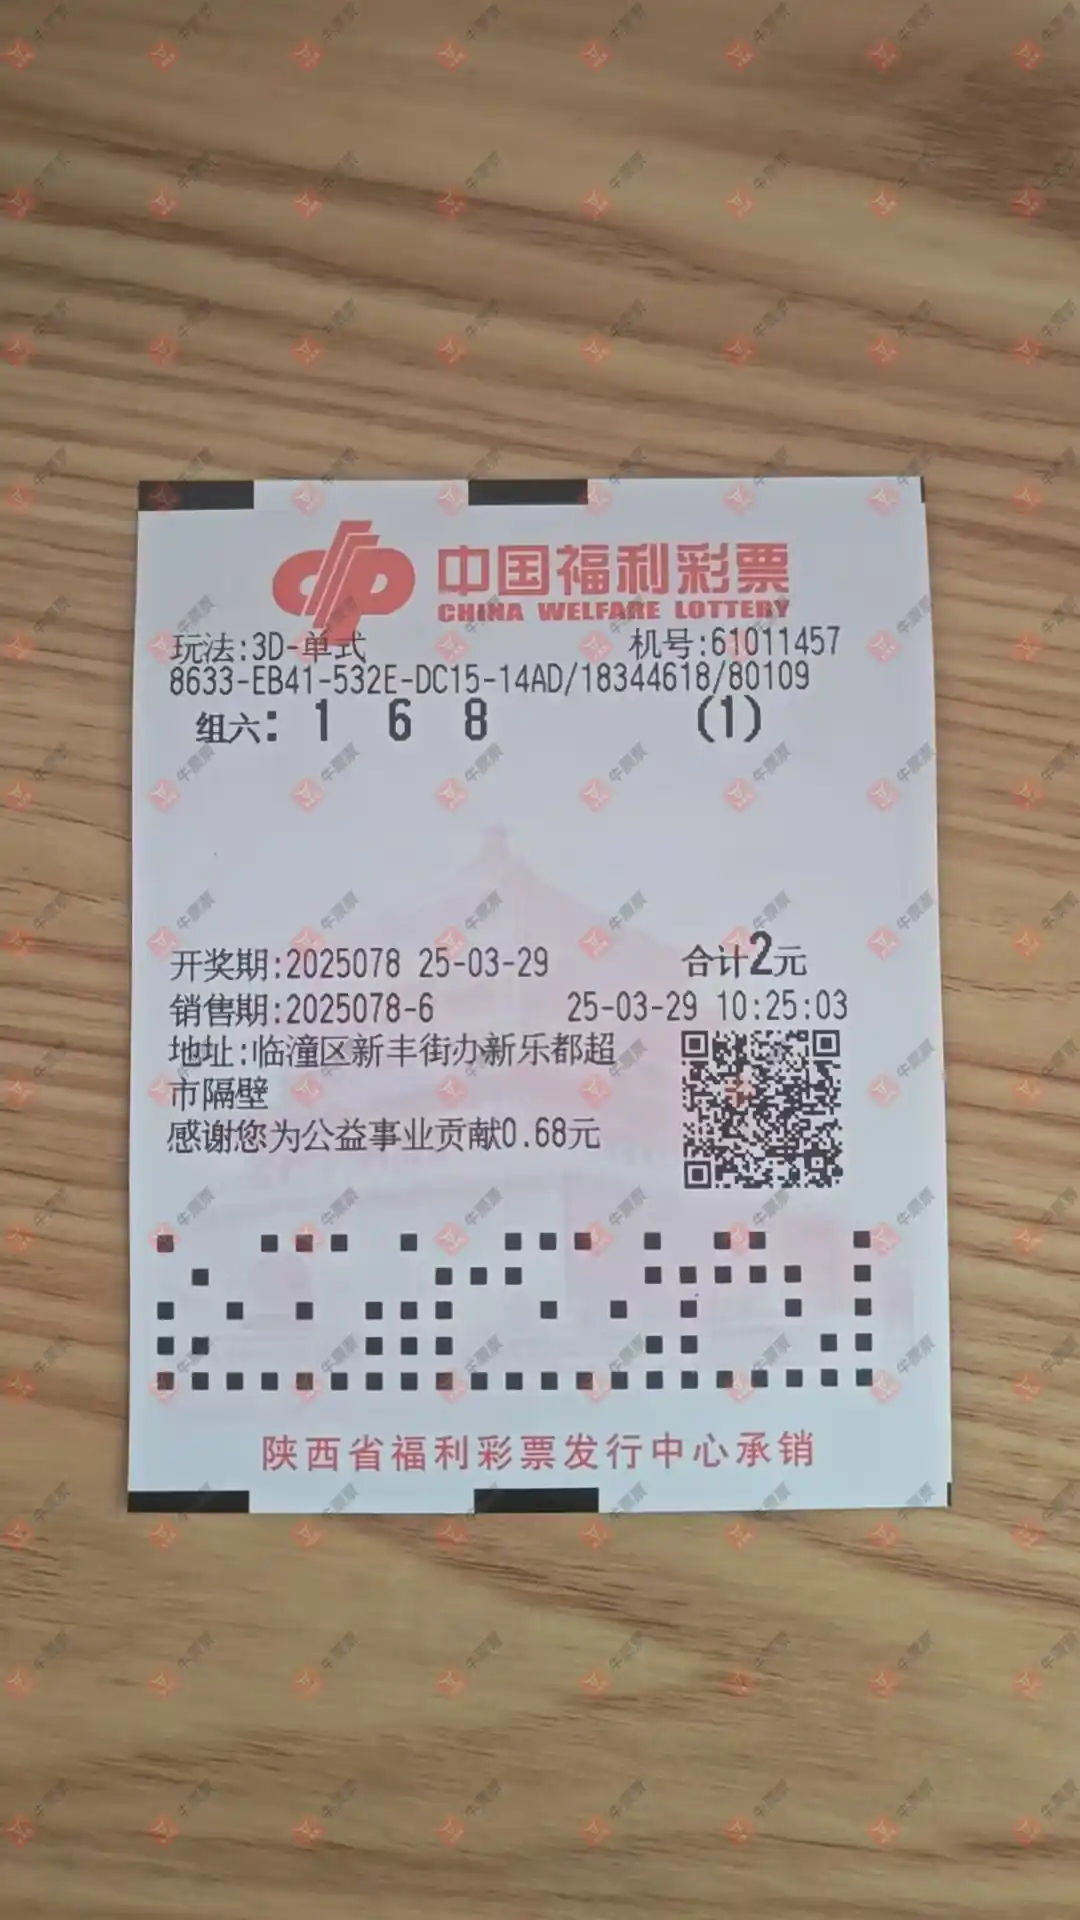 中国福利彩票
CHINA WELFARE LOTTERY
玩法:3D-单式 机号:61011457
8633-EB41-532E-DC15-14AD/18344618/80109
组六: 1 6 8 (1)
开奖期:2025078 25-03-29 合计2元
销售期:2025078-6 25-03-29 10:25:03
地址:临潼区新丰街办新乐都超
市隔壁
感谢您为公益事业贡献0.68元
陕西省福利彩票发行中心承销